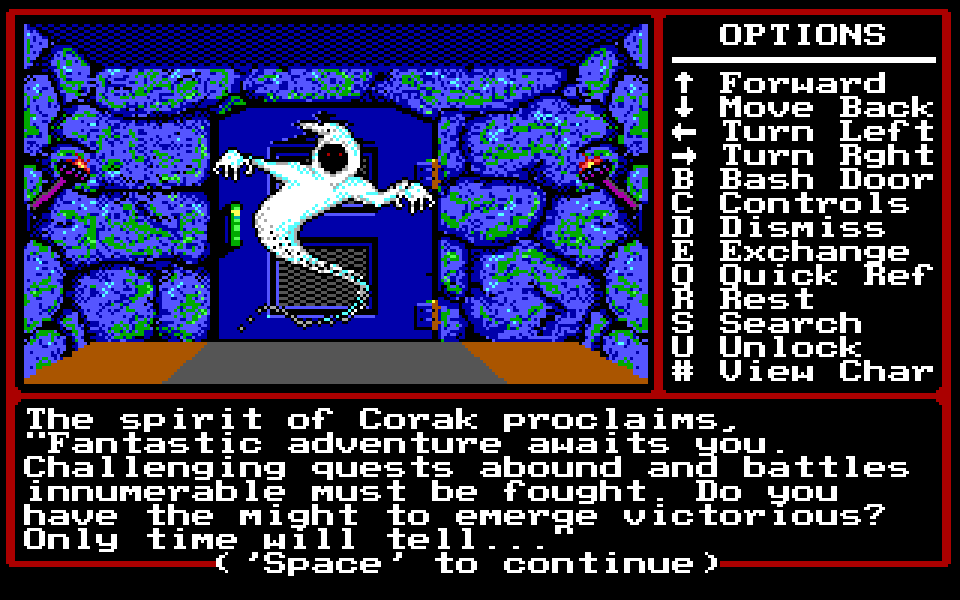 OPTIONS
↑ Forward
↓ Move Back
← Turn Left
→ Turn Rght
B Bash Door
C Controls
D Dismiss
E Exchange
Q Quick Ref
R Rest
S Search
U Unlock
# View Char
The spirit of Corak proclaims,
"Fantastic adventure awaits you.
Challenging quests abound and battles
innumerable must be fought. Do you
have the might to emerge victorious?
Only time will tell..."
( 'Space' to continue)